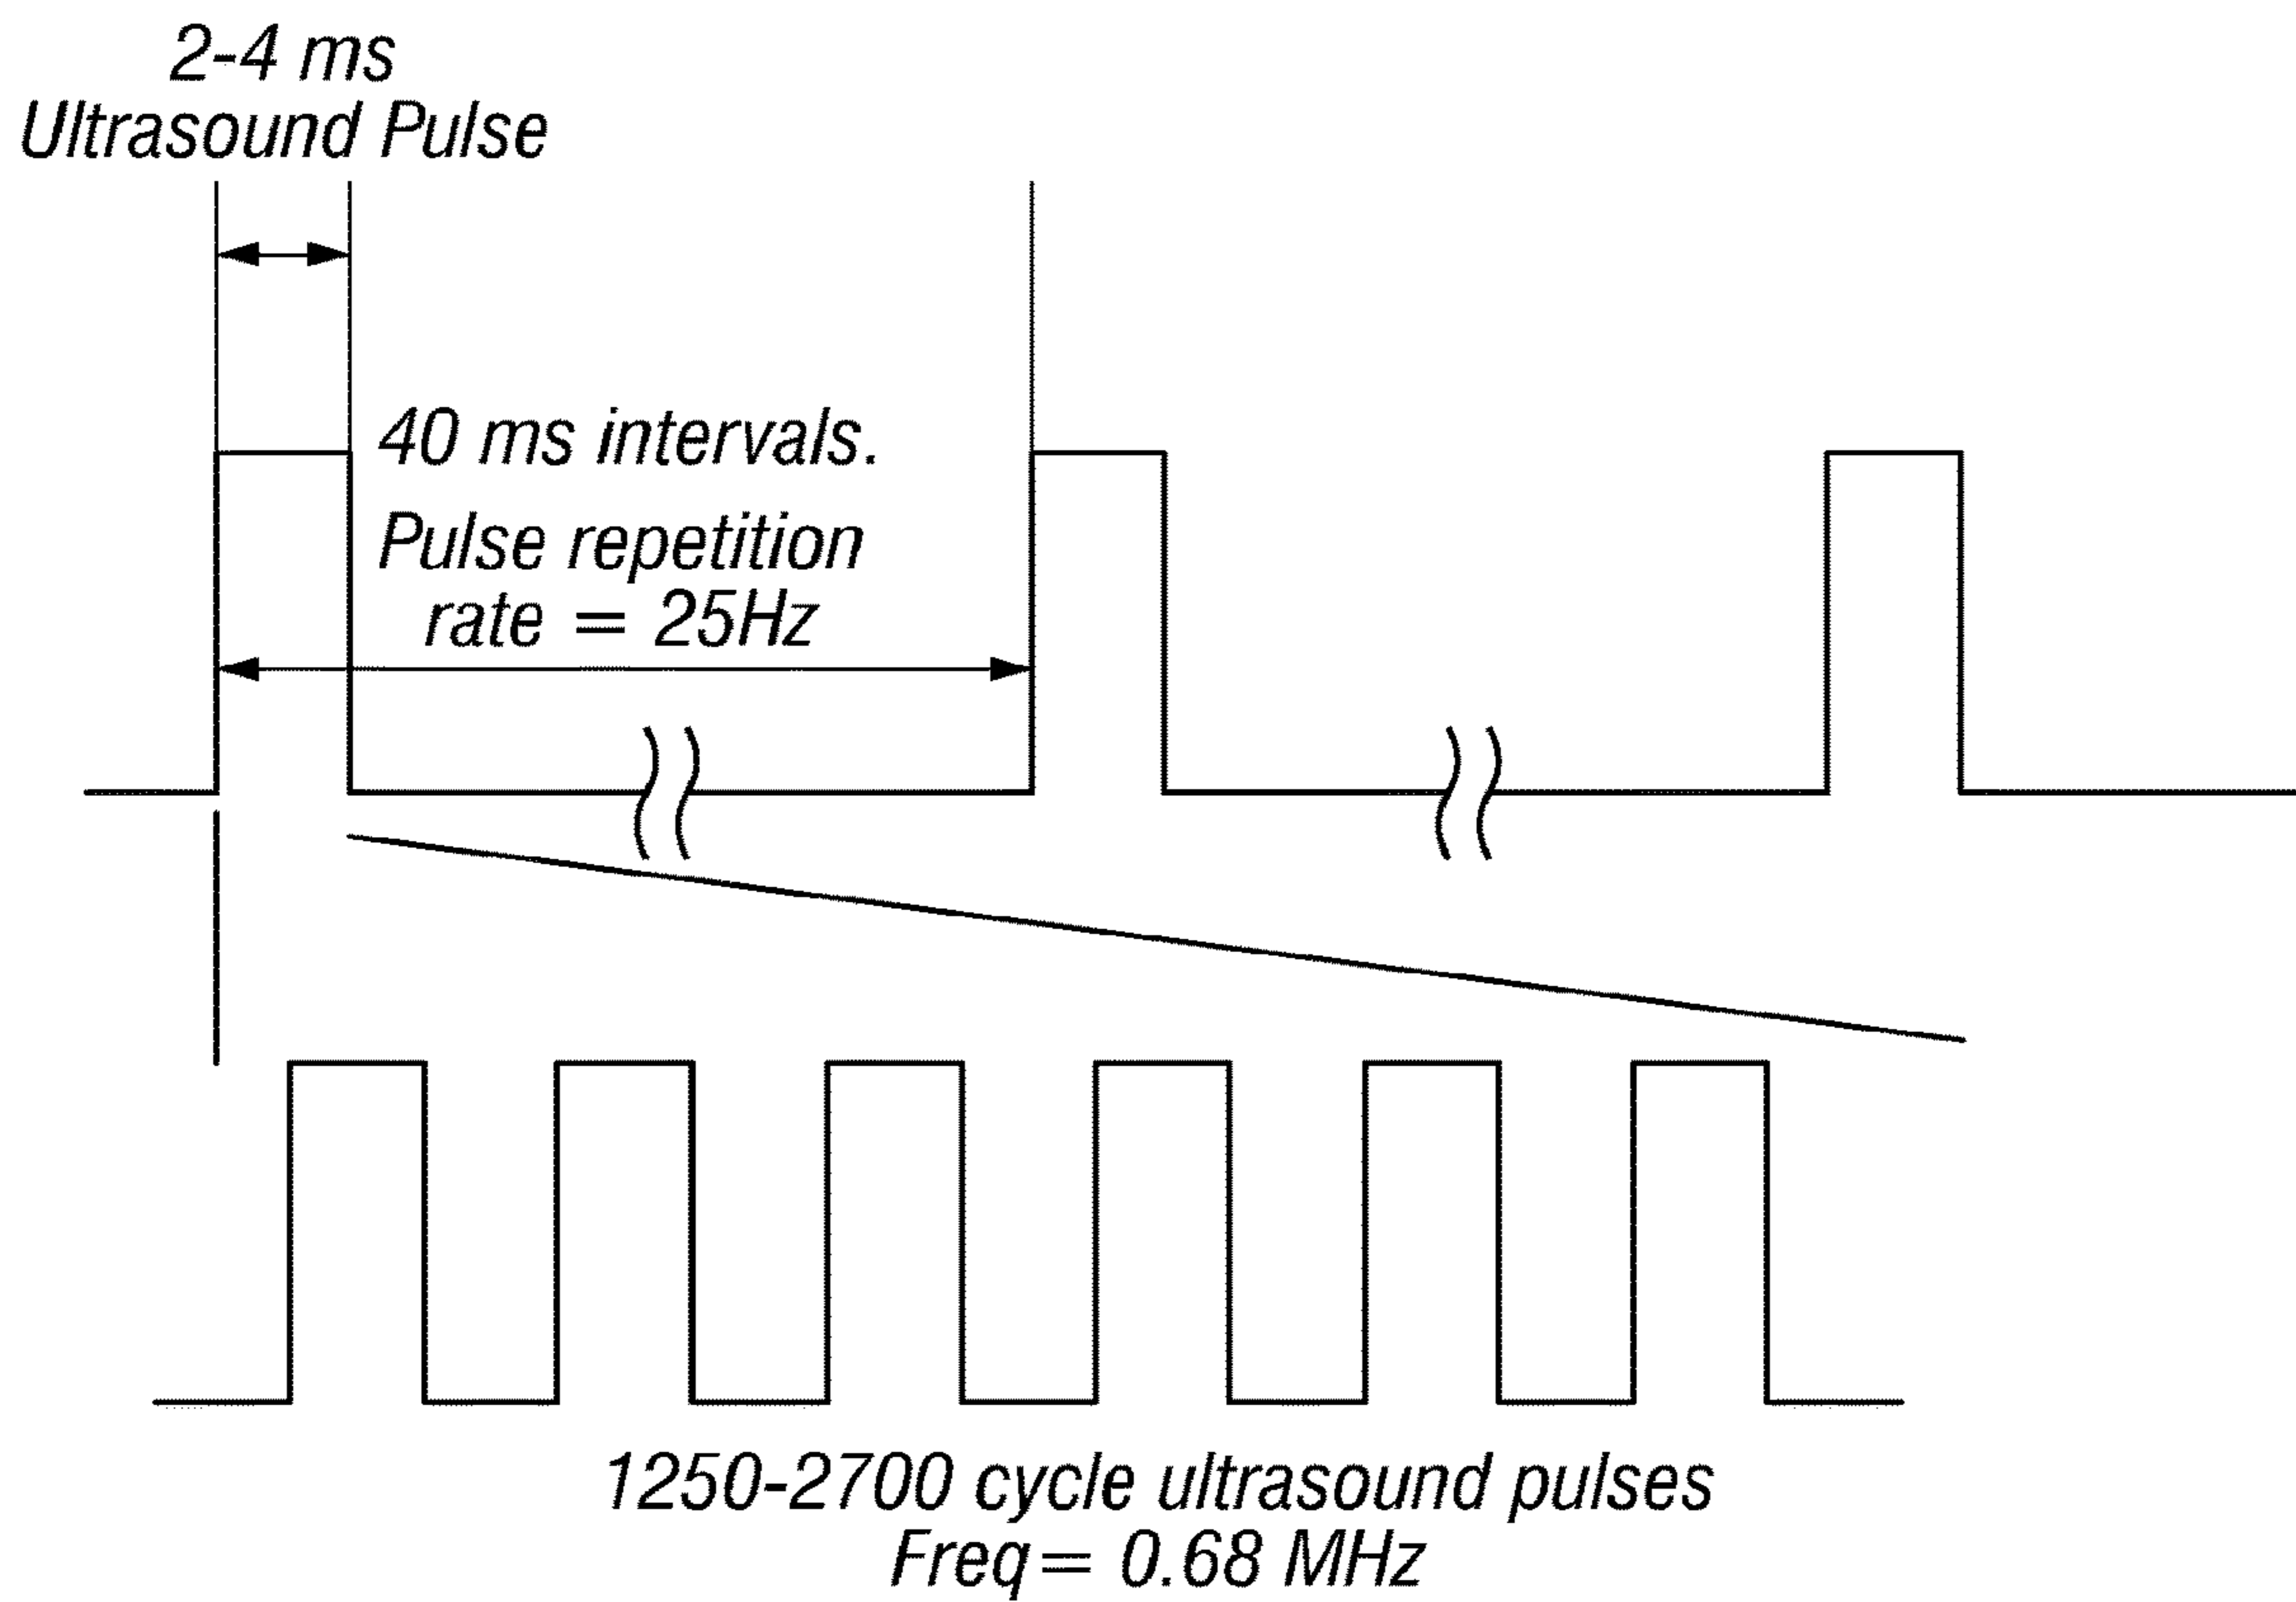 2-4 ms
Ultrasound Pulse
40 ms intervals.
Pulse repetition
rate = 25Hz
1250-2700 cycle ultrasound pulses
Freq = 0.68 MHz